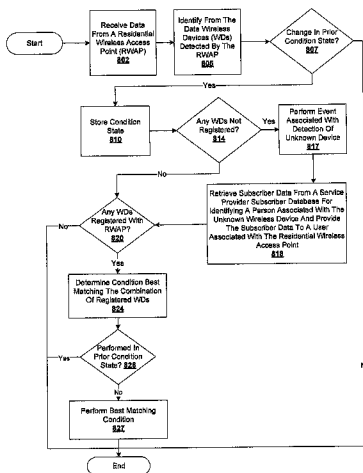 Start
Receive Data
From A Residential
Wireless Access
Point (RWAP)
802
Identify From The
Data Wireless
Devices (WDs)
Detected By The
RWAP
805
Change In Prior
Condition State?
807
Yes
Store Condition
State
810
Any WDs Not
Registered?
814
Yes
Perform Event
Associated With
Detection Of
Unknown Device
817
No
Retrieve Subscriber Data From A Service
Provider Subscriber Database For
Identifying A Person Associated With The
Unknown Wireless Device And Provide
The Subscriber Data To A User
Associated With The Residential Wireless
Access Point
818
No
Any WDs
Registered With
RWAP?
820
Yes
Determine Condition Best
Matching The Combination
Of Registered WDs
824
Yes
Performed In
Prior Condition
State? 826
No
Perform Best Matching
Condition
827
End